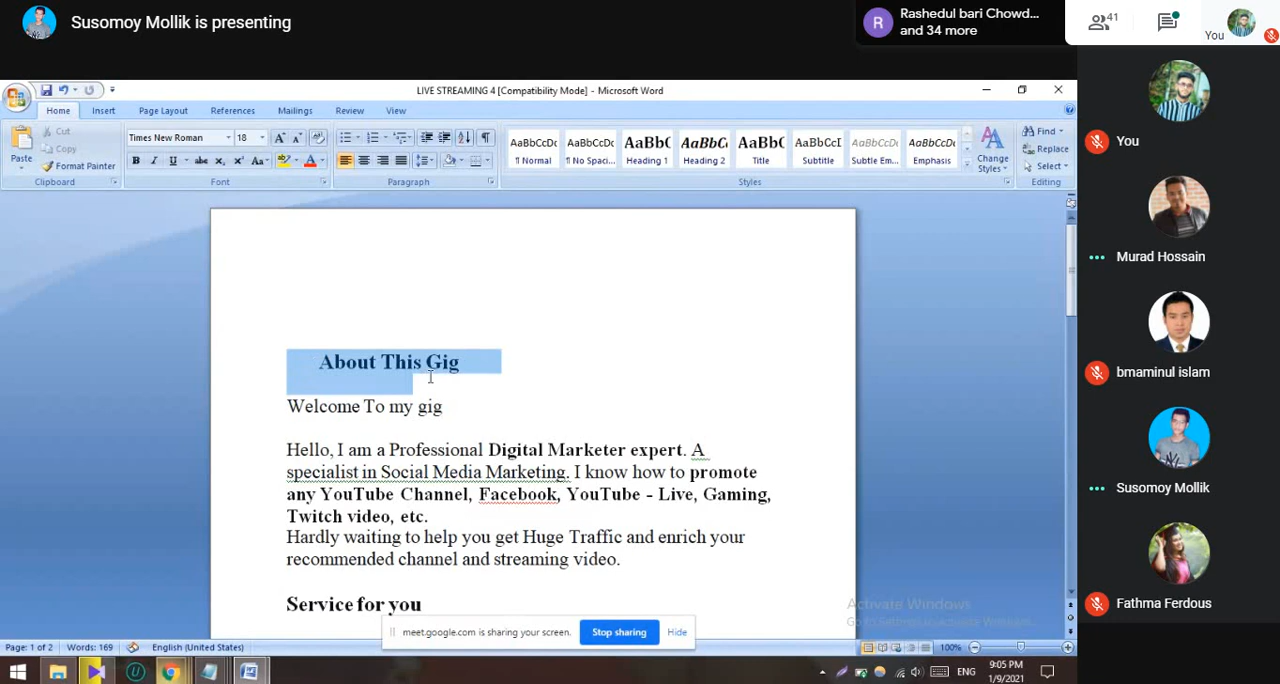 Susomoy Mollik is presenting
R
Rashedul bari Chowd...
and 34 more
41
You
LIVE STREAMING 4 [Compatibility Mode] - Microsoft Word
Home
Insert
Page Layout
References
Mailings
Review
View
Paste
Cut
Copy
Format Painter
Clipboard
Times New Roman
18
Font
Paragraph
AaBbCcDc
¶ Normal
AaBbCcDc
¶ No Spaci...
AaBbC
Heading 1
AaBbC
Heading 2
AaBb(
Title
AaBbCcI
Subtitle
AaBbCcDc
Subtle Em...
AaBbCcDc
Emphasis
Change
Styles
Styles
Find
Replace
Select
Editing
About This Gig
Welcome To my gig
Hello, I am a Professional Digital Marketer expert. A
specialist in Social Media Marketing. I know how to promote
any YouTube Channel, Facebook, YouTube - Live, Gaming,
Twitch video, etc.
Hardly waiting to help you get Huge Traffic and enrich your
recommended channel and streaming video.
Service for you
meet.google.com is sharing your screen.
Stop sharing
Hide
Activate Windows
Go to Settings to activate Windows.
You
Murad Hossain
bmaminul islam
Susomoy Mollik
Fathma Ferdous
Page: 1 of 2
Words: 169
English (United States)
100%
ENG
9:05 PM
1/9/2021